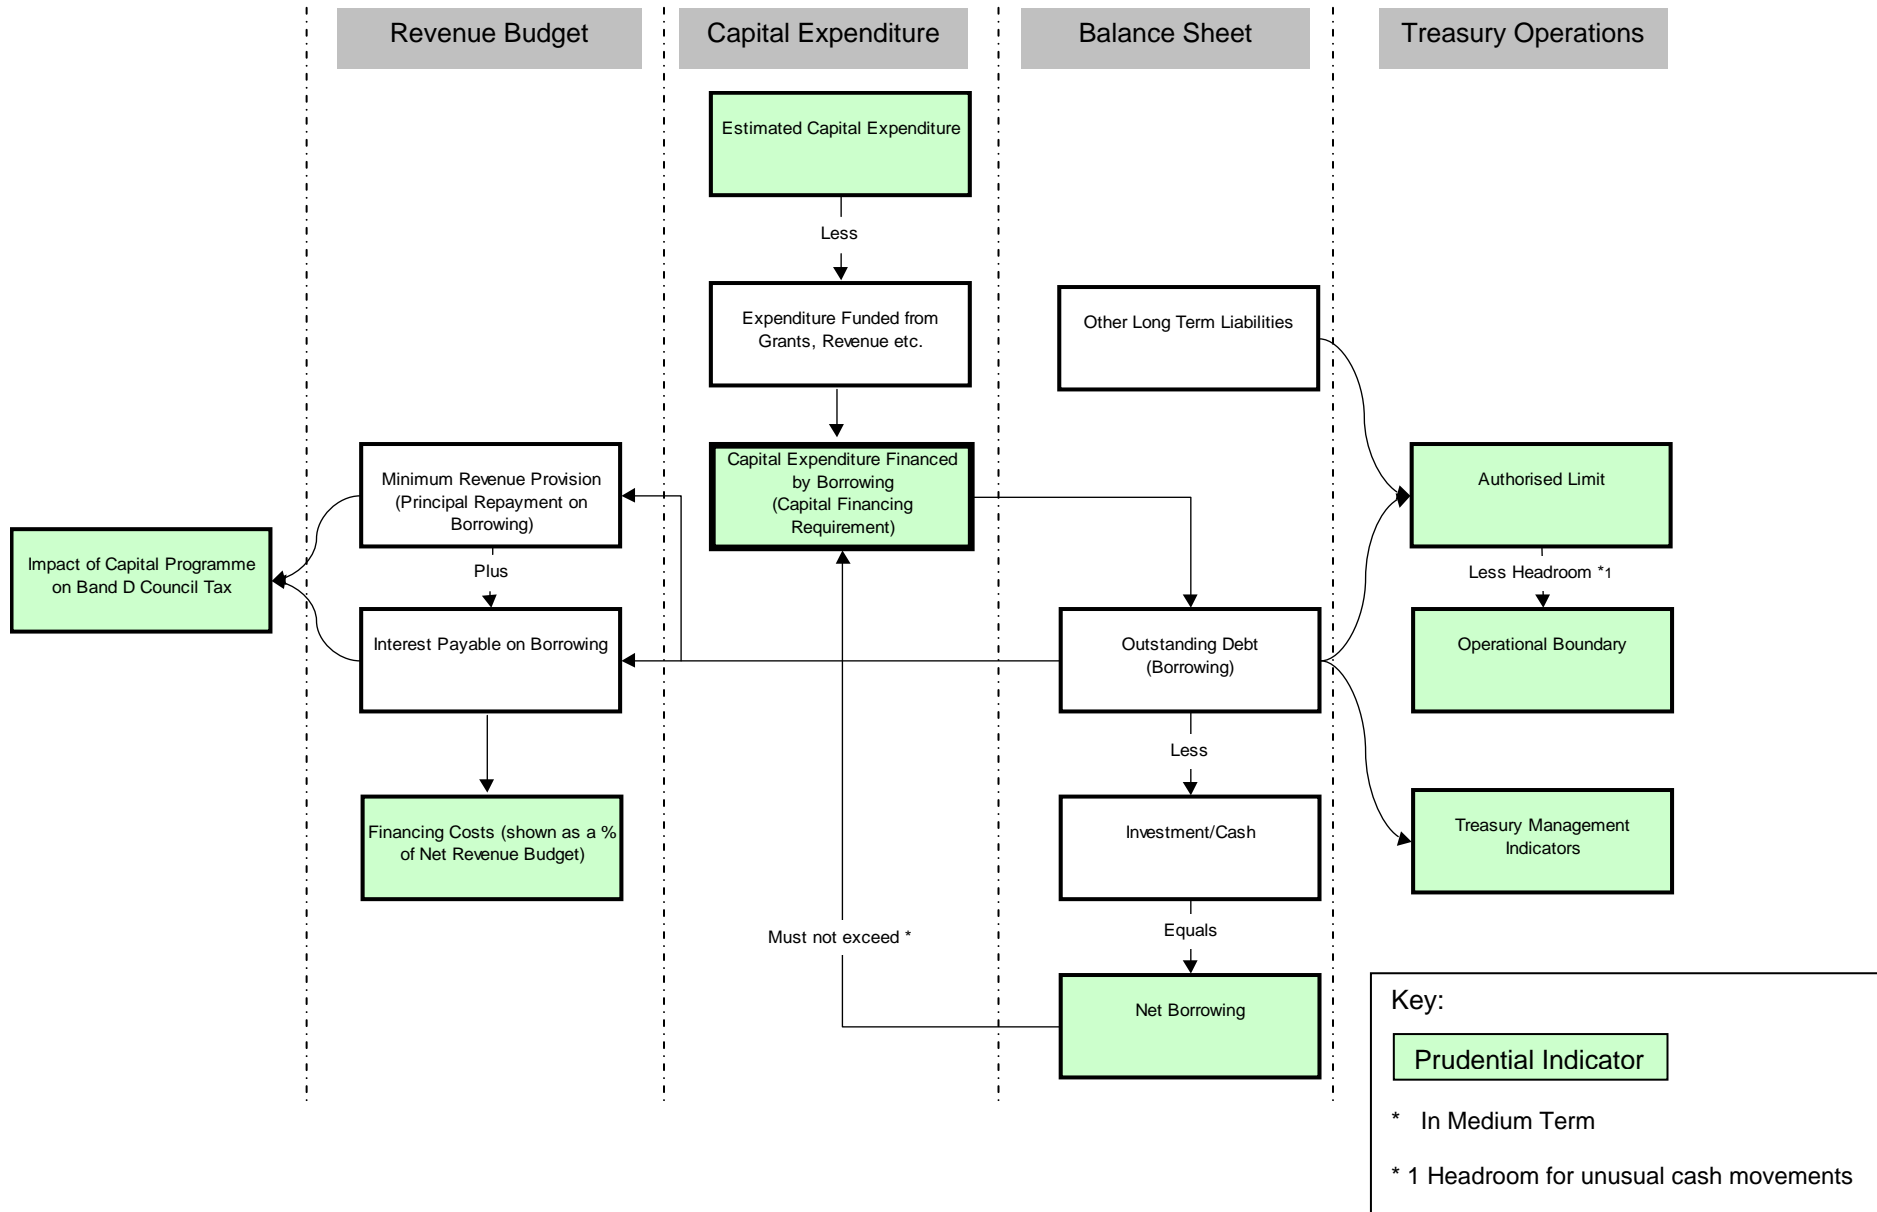 Revenue Budget
Capital Expenditure
Balance Sheet
Treasury Operations
Estimated Capital Expenditure
Less
Expenditure Funded from
Grants, Revenue etc.
Other Long Term Liabilities
Capital Expenditure Financed
by Borrowing
(Capital Financing
Requirement)
Minimum Revenue Provision
(Principal Repayment on
Borrowing)
Authorised Limit
Impact of Capital Programme
on Band D Council Tax
Plus
Less Headroom *1
Interest Payable on Borrowing
Outstanding Debt
(Borrowing)
Operational Boundary
Less
Financing Costs (shown as a %
of Net Revenue Budget)
Investment/Cash
Treasury Management
Indicators
Must not exceed *
Equals
Net Borrowing
Key:
Prudential Indicator
* In Medium Term
* 1 Headroom for unusual cash movements